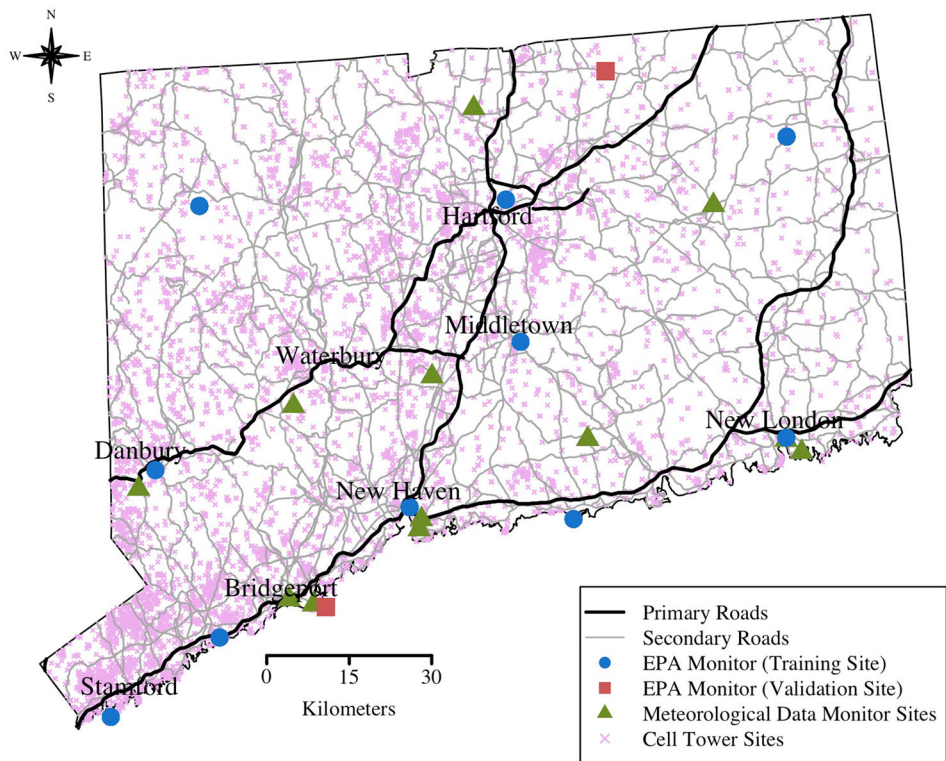 N
W E
S
Hartford
Middletown
Waterbury
New London
Danbury
New Haven
Bridgeport
Stamford
0 15 30
Kilometers
Primary Roads
Secondary Roads
EPA Monitor (Training Site)
EPA Monitor (Validation Site)
Meteorological Data Monitor Sites
Cell Tower Sites